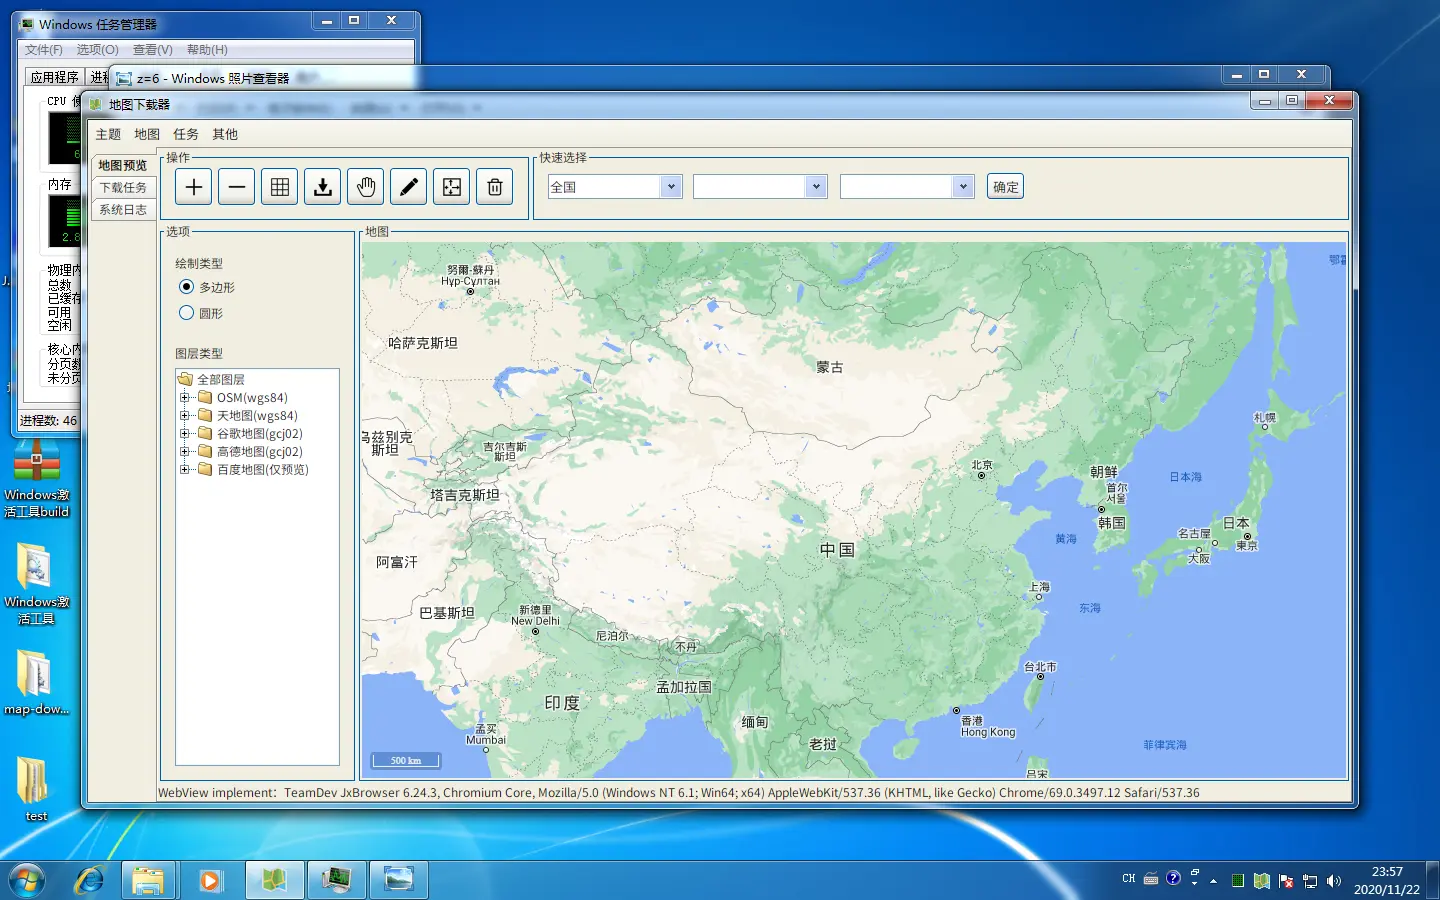 Windows 任务管理器
文件(F) 选项(O) 查看(V) 帮助(H)
应用程序
CPU
内存
2.8
总数
已缓存
可用
空闲
分页数
未分页
进程数: 46
z=6 - Windows 照片查看器
地图下载器
主题 地图 任务 其他
地图预览
下载任务
系统日志
操作
快速选择
全国
确定
选项
绘制类型
多边形
圆形
图层类型
全部图层
OSM(wgs84)
天地图(wgs84)
谷歌地图(gcj02)
高德地图(gcj02)
百度地图(仅预览)
地图
努爾-蘇丹
Нұр-Сұлтан
哈萨克斯坦
蒙古
乌兹别克
斯坦
吉尔吉斯
斯坦
塔吉克斯坦
阿富汗
巴基斯坦
新德里
New Delhi
尼泊尔
不丹
孟加拉国
印度
孟买
Mumbai
缅甸
老挝
中国
北京
朝鲜
首尔
서울
韩国
日本海
札幌
日本
名古屋
東京
大阪
黄海
上海
东海
台北市
香港
Hong Kong
菲律宾海
吕宋
500 km
WebView implement: TeamDev JxBrowser 6.24.3, Chromium Core, Mozilla/5.0 (Windows NT 6.1; Win64; x64) AppleWebKit/537.36 (KHTML, like Gecko) Chrome/69.0.3497.12 Safari/537.36
Windows激
活工具build
Windows激
活工具
map-dow...
test
CH
23:57
2020/11/22